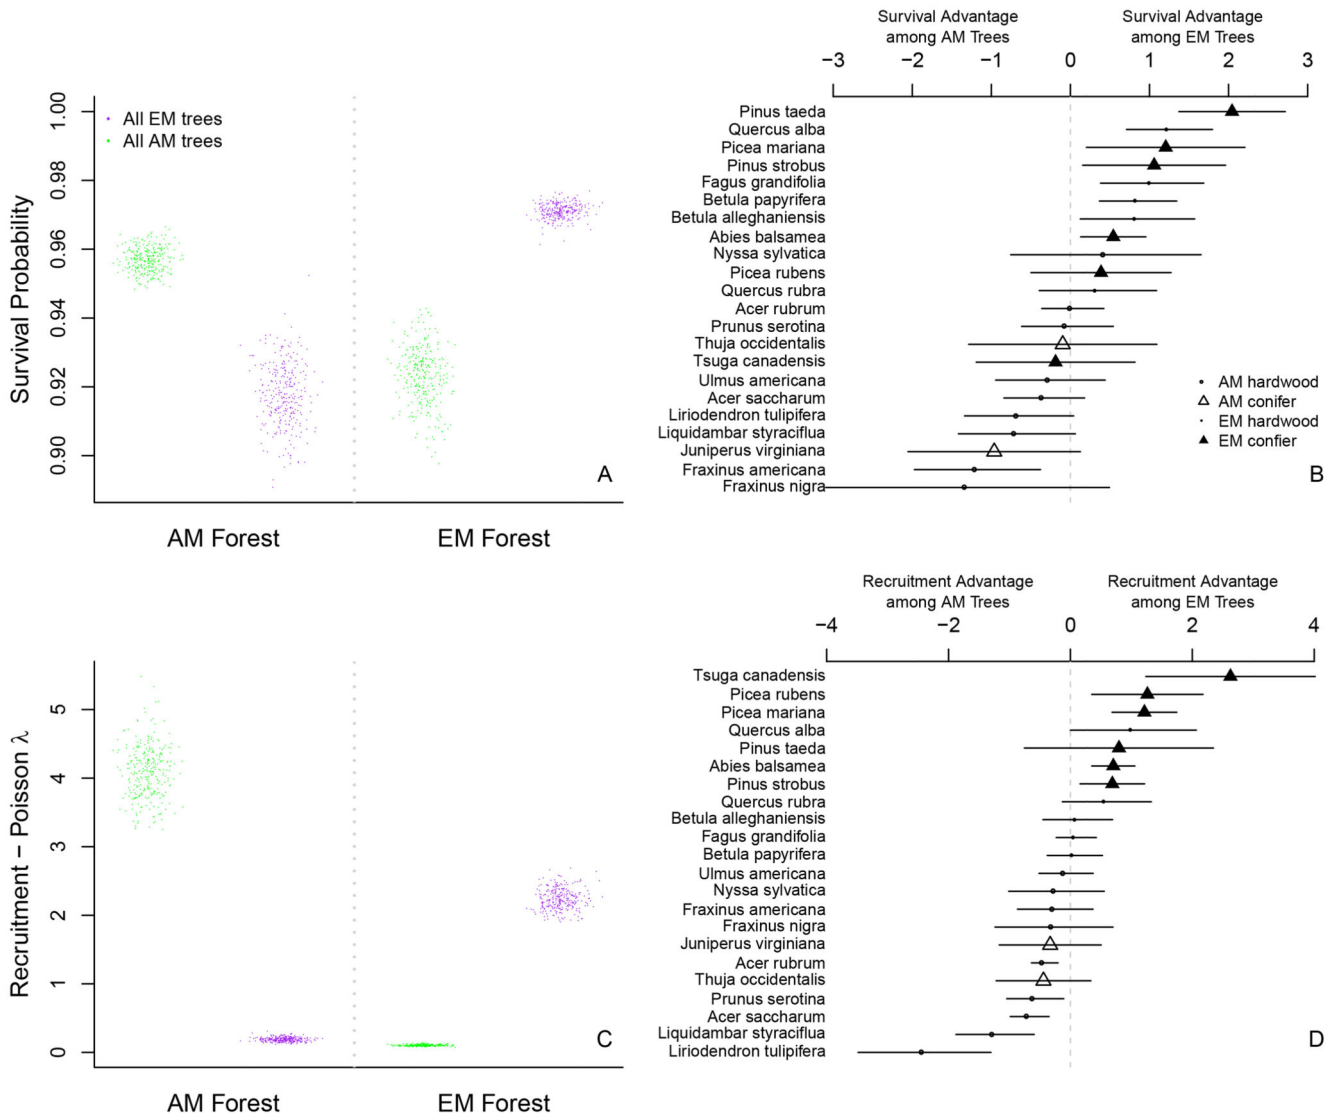 Survival Probability
1.00
0.98
0.96
0.94
0.92
0.90
All EM trees
All AM trees
A
AM Forest
EM Forest
Survival Advantage
among AM Trees
Survival Advantage
among EM Trees
−3 −2 −1 0 1 2 3
Pinus taeda
Quercus alba
Picea mariana
Pinus strobus
Fagus grandifolia
Betula papyrifera
Betula alleghaniensis
Abies balsamea
Nyssa sylvatica
Picea rubens
Quercus rubra
Acer rubrum
Prunus serotina
Thuja occidentalis
Tsuga canadensis
Ulmus americana
Acer saccharum
Liriodendron tulipifera
Liquidambar styraciflua
Juniperus virginiana
Fraxinus americana
Fraxinus nigra
AM hardwood
AM conifer
EM hardwood
EM confier
B
Recruitment − Poisson λ
5
4
3
2
1
0
C
AM Forest
EM Forest
Recruitment Advantage
among AM Trees
Recruitment Advantage
among EM Trees
−4 −2 0 2 4
Tsuga canadensis
Picea rubens
Picea mariana
Quercus alba
Pinus taeda
Abies balsamea
Pinus strobus
Quercus rubra
Betula alleghaniensis
Fagus grandifolia
Betula papyrifera
Ulmus americana
Nyssa sylvatica
Fraxinus americana
Fraxinus nigra
Juniperus virginiana
Acer rubrum
Thuja occidentalis
Prunus serotina
Acer saccharum
Liquidambar styraciflua
Liriodendron tulipifera
D